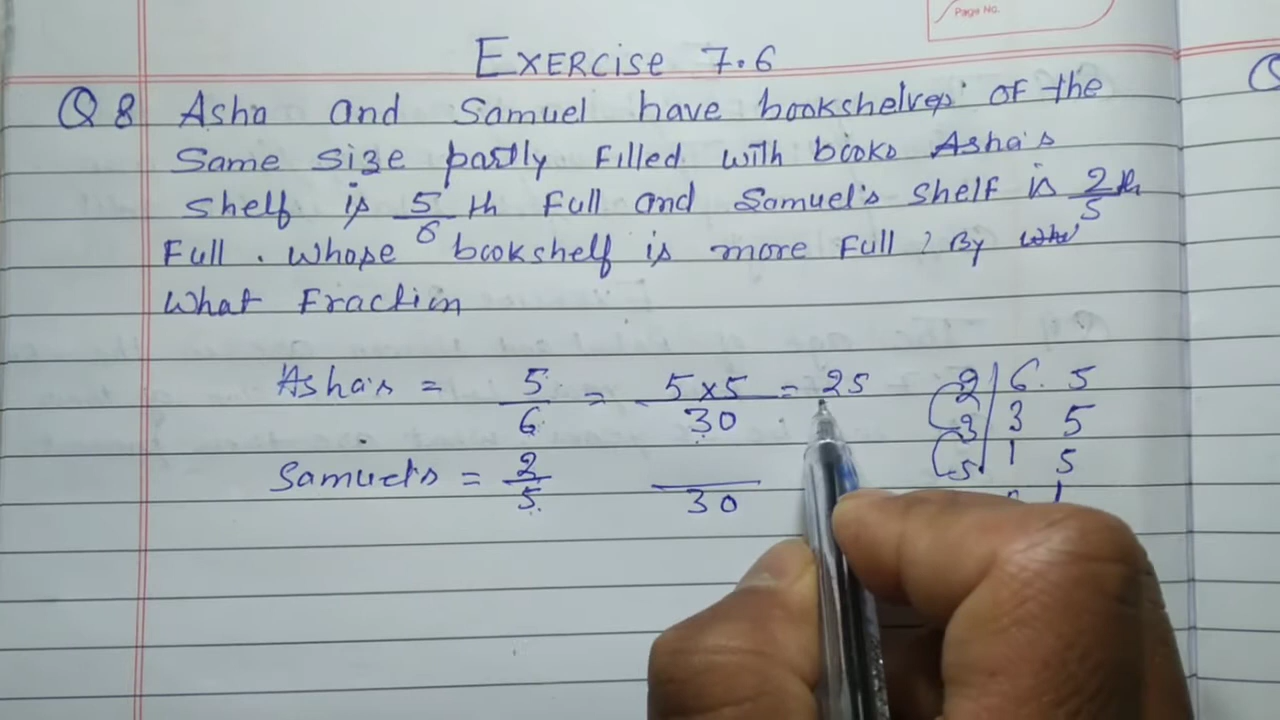 Page No.
EXERCISE 7.6
Q 8 Asha and Samuel have bookshelves of the
Same size partly Filled with books Asha's
Shelf is 5/6 th Full and Samuel's Shelf is 2/5 th
Full . Whose bookshelf is more Full ? By
What Fraction
Asha's = 5/6 = 5×5/30 = 25
Samuel's = 2/5 /30
2 | 6 . 5
3 | 3 5
5 | 1 5